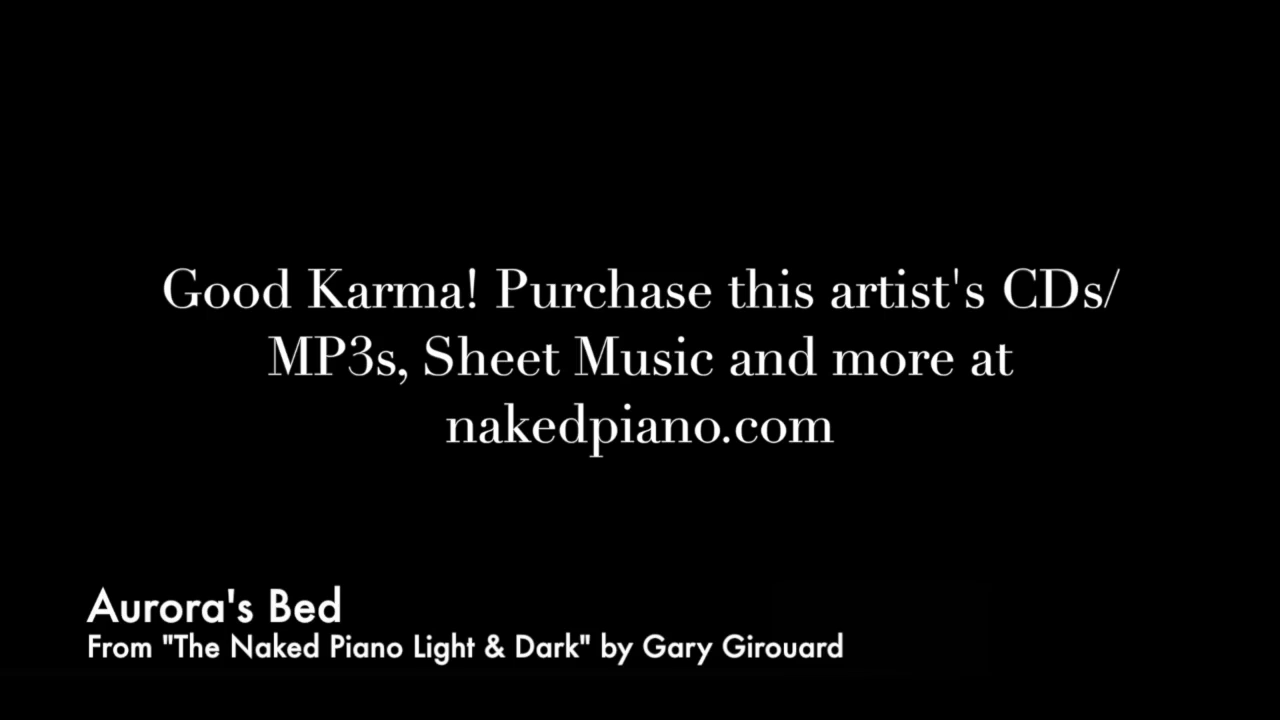 Good Karma! Purchase this artist's CDs/
MP3s, Sheet Music and more at
nakedpiano.com
Aurora's Bed
From "The Naked Piano Light & Dark" by Gary Girouard